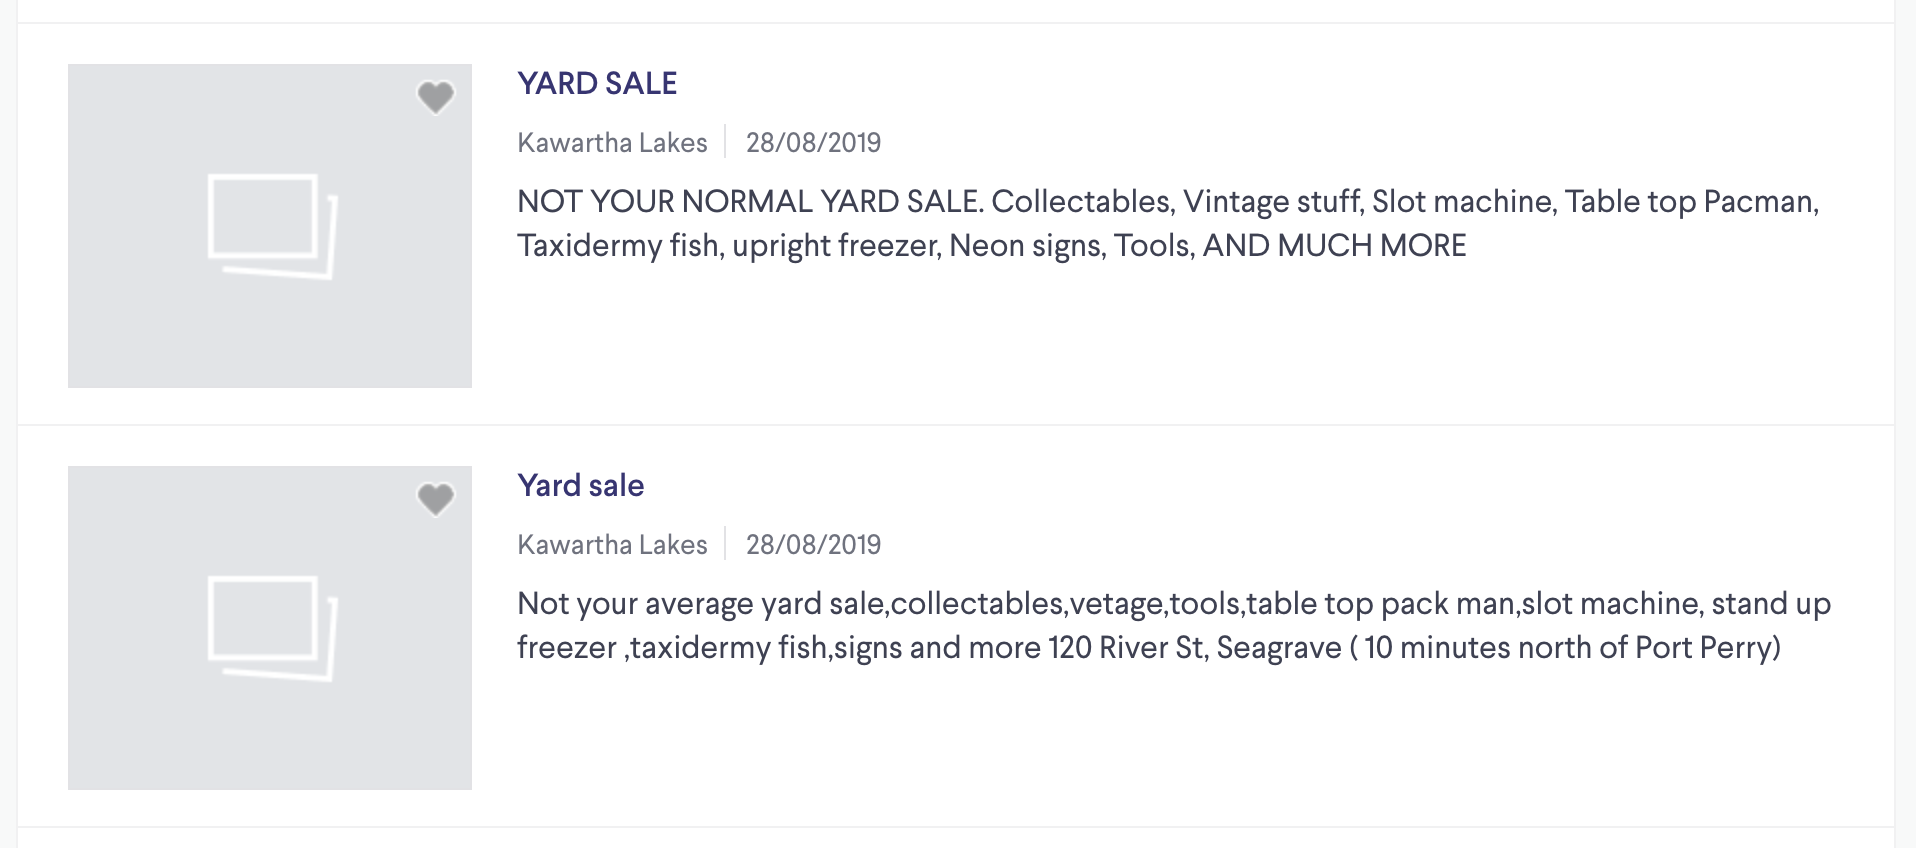 YARD SALE
Kawartha Lakes 28/08/2019
NOT YOUR NORMAL YARD SALE. Collectables, Vintage stuff, Slot machine, Table top Pacman,
Taxidermy fish, upright freezer, Neon signs, Tools, AND MUCH MORE
Yard sale
Kawartha Lakes 28/08/2019
Not your average yard sale,collectables,vetage,tools,table top pack man,slot machine, stand up
freezer ,taxidermy fish,signs and more 120 River St, Seagrave ( 10 minutes north of Port Perry)